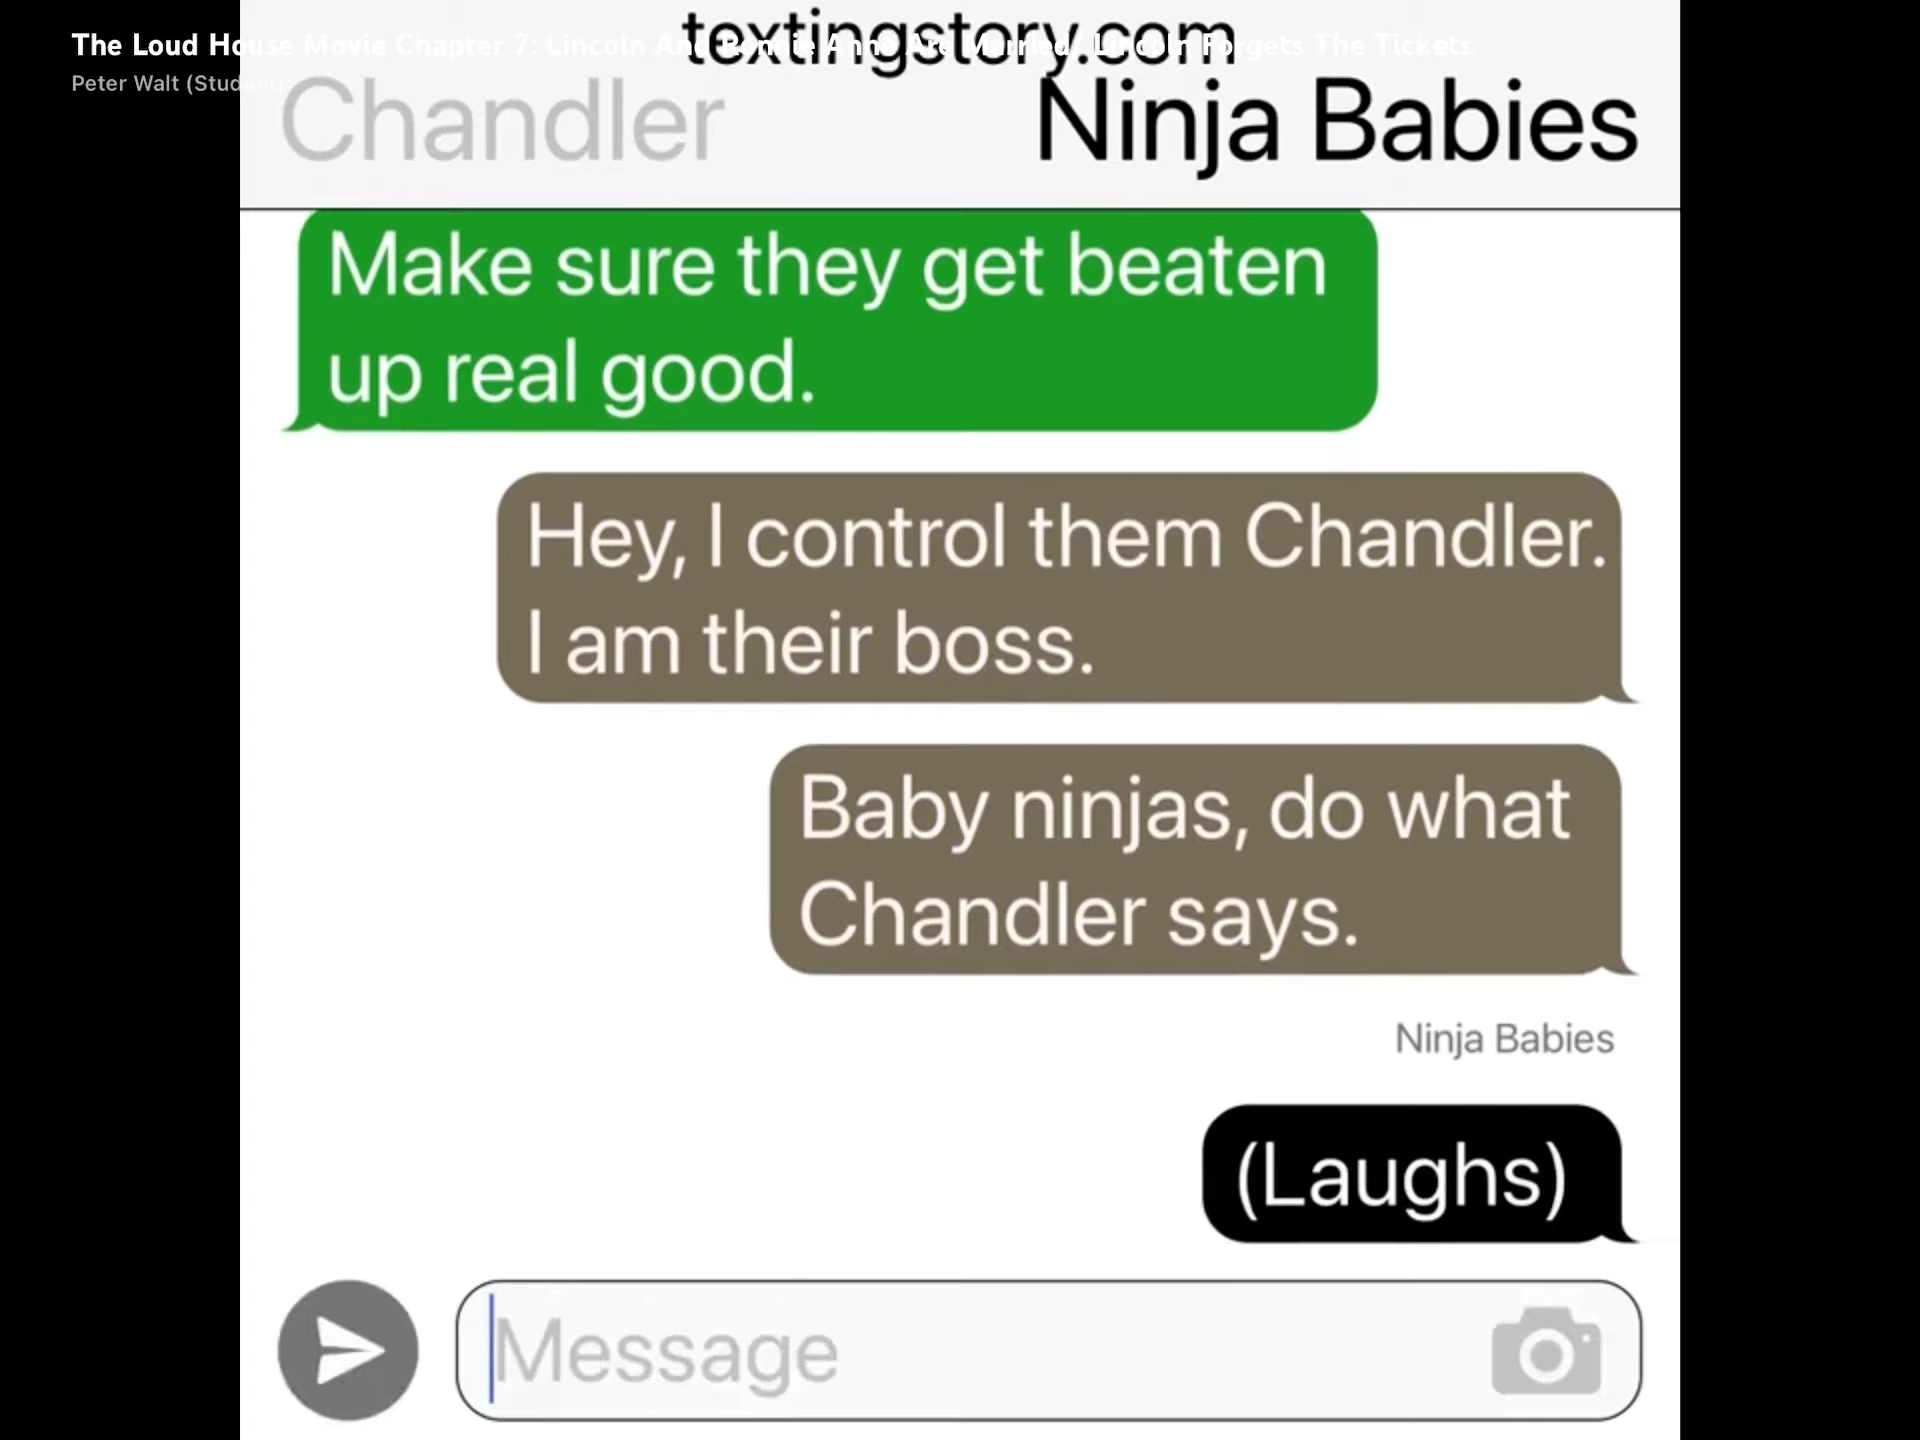 The Loud House Movie Chapter 7: Lincoln And Ronnie Anne Are Married/ Lincoln Forgets The Tickets
Peter Walt (Student)
textingstory.com
Chandler
Ninja Babies
Make sure they get beaten
up real good.
Hey, I control them Chandler.
I am their boss.
Baby ninjas, do what
Chandler says.
Ninja Babies
(Laughs)
Message